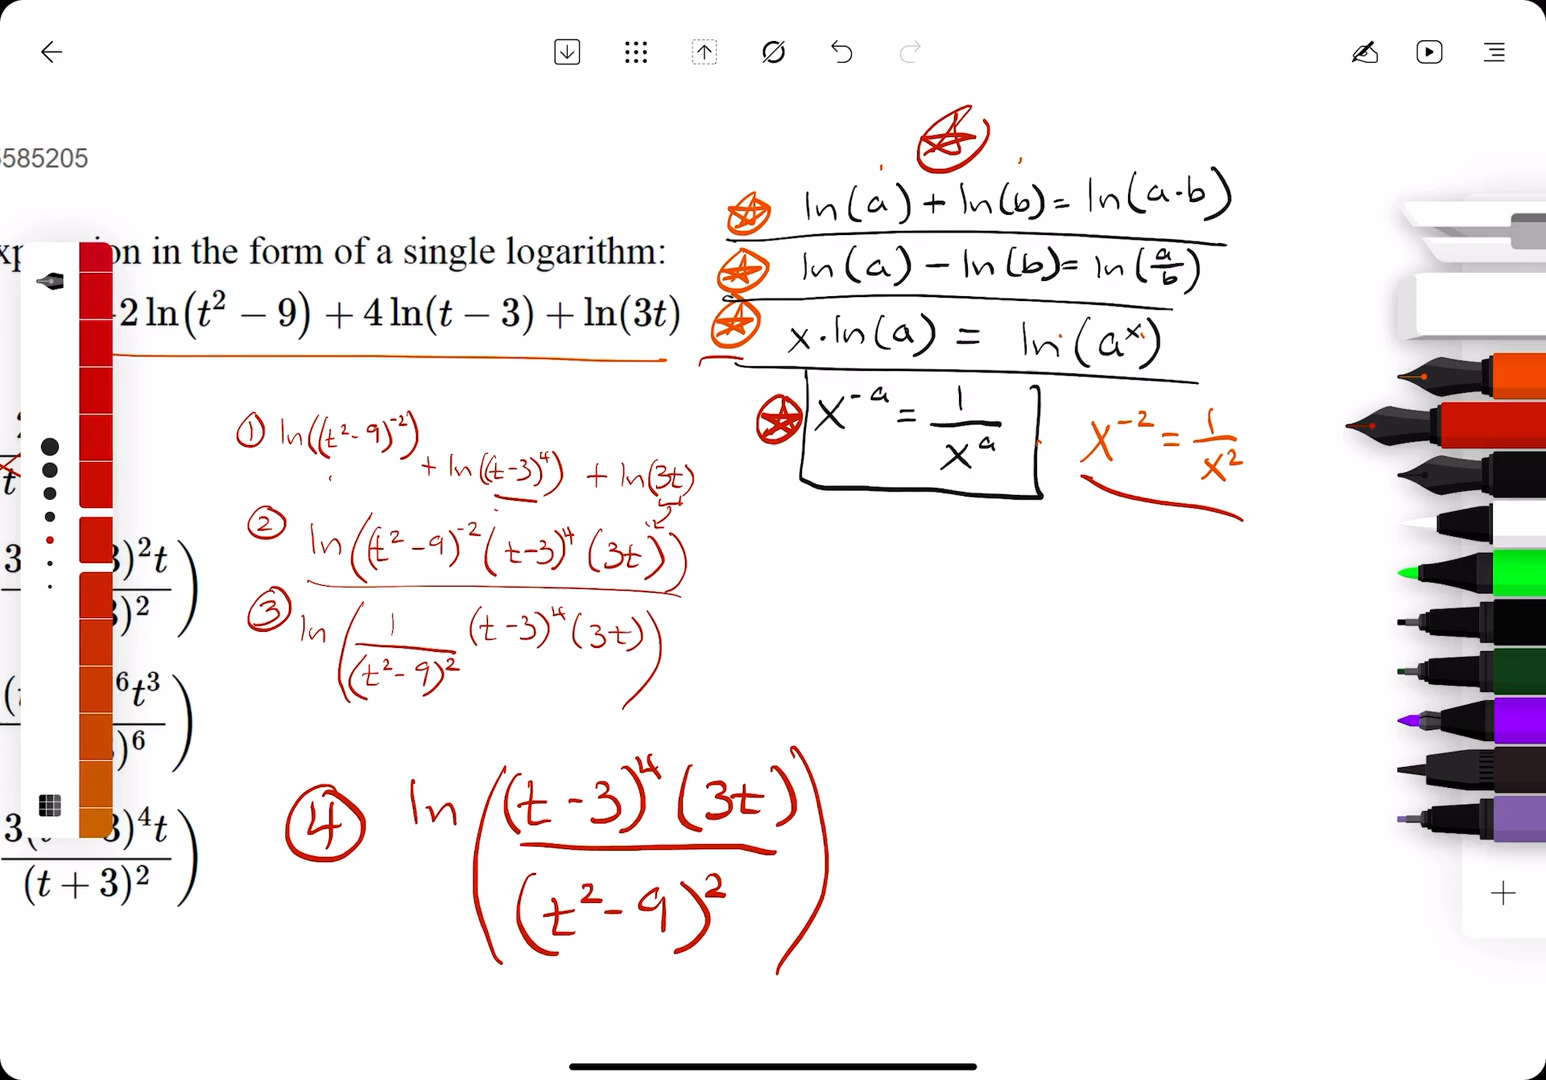 585205
on in the form of a single logarithm:
2 ln(t² − 9) + 4 ln(t − 3) + ln(3t)
ln(a) + ln(b) = ln(a·b)
ln(a) − ln(b) = ln(a/b)
x·ln(a) = ln(aˣ)
x^-a = 1/x^a
x^-2 = 1/x²
① ln((t²-9)^-2) + ln((t-3)⁴) + ln(3t)
② ln((t²-9)^-2 (t-3)⁴ (3t))
③ ln(1/(t²-9)² (t-3)⁴ (3t))
④ ln((t-3)⁴ (3t)/(t²-9)²)
3 )²t
)²
( ⁶t³
)⁶
3( 3)⁴t
(t + 3)²